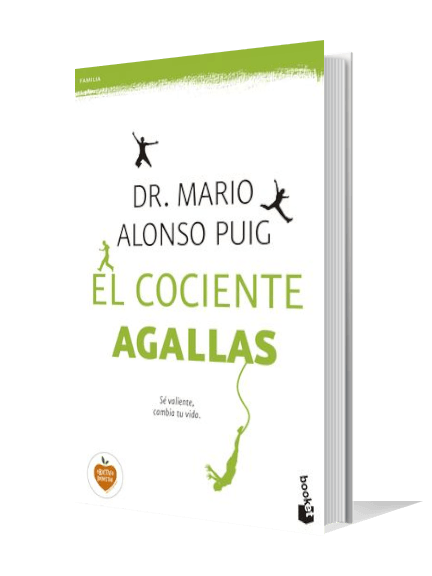 FAMILIA
DR. MARIO
ALONSO PUIG
EL COCIENTE
AGALLAS
Sé valiente,
cambia tu vida.
booket